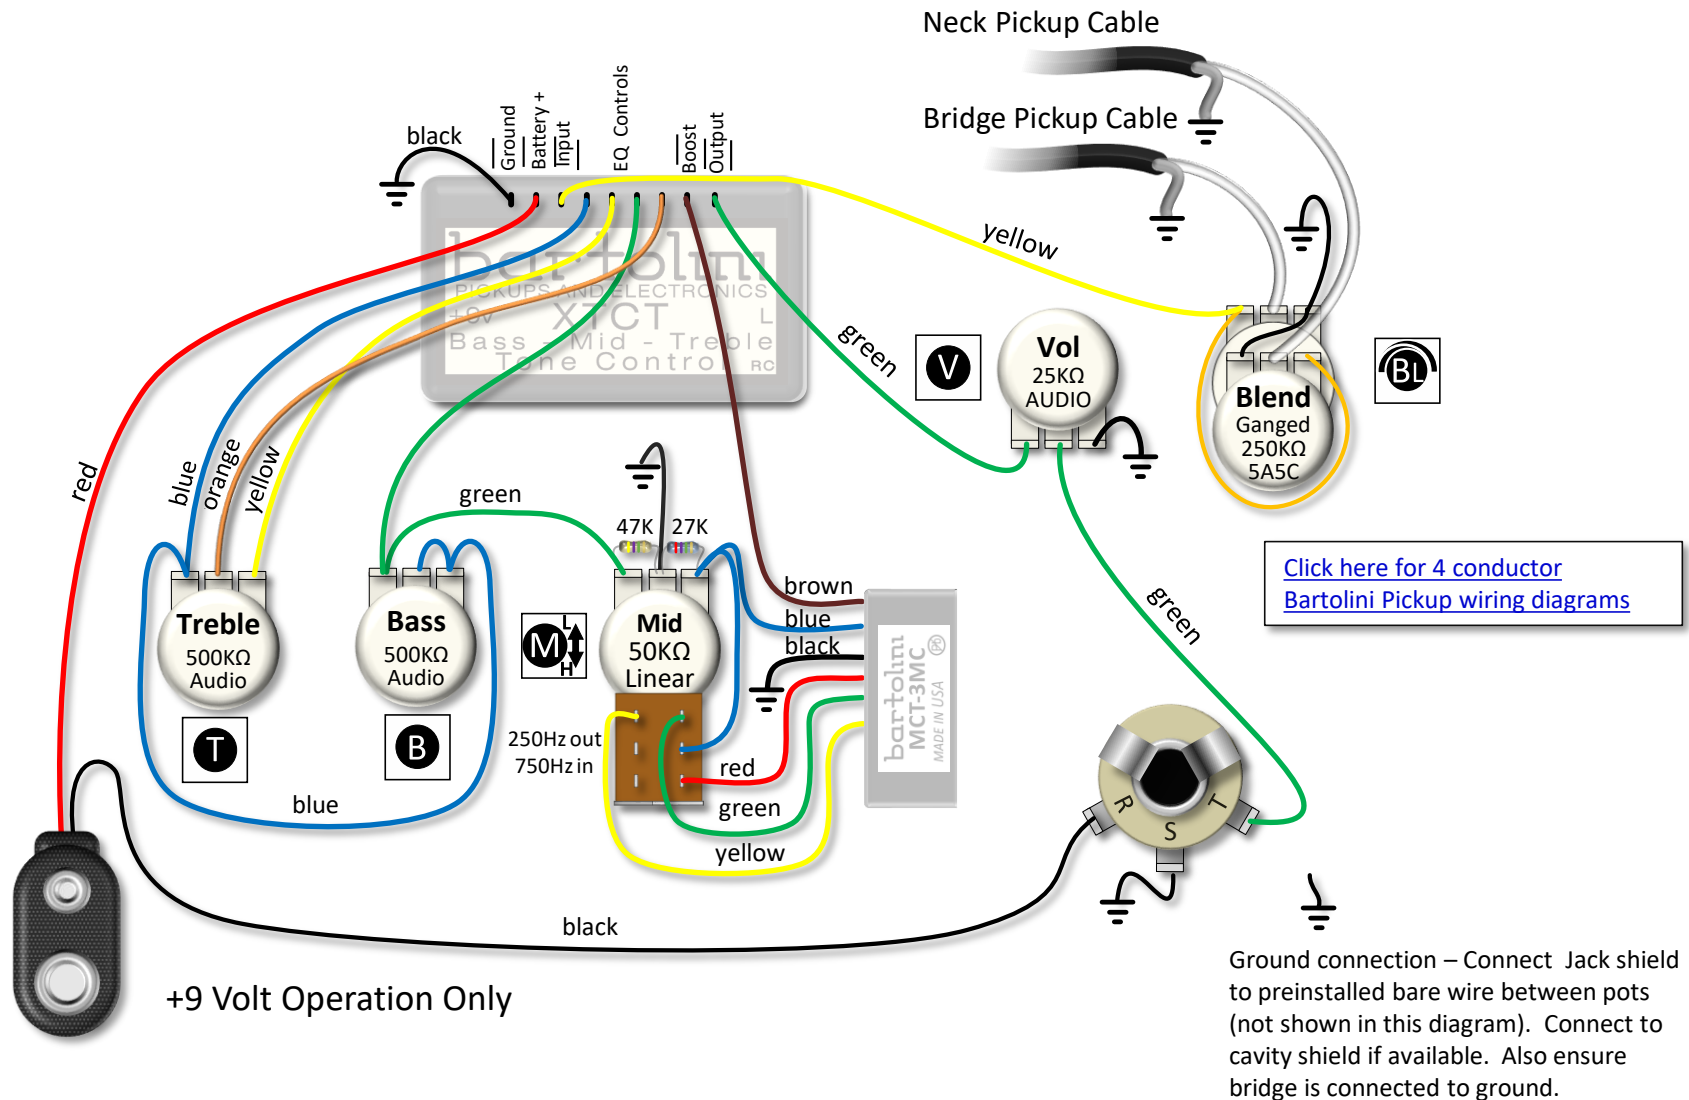 Neck Pickup Cable
Bridge Pickup Cable
black
Ground
Battery +
Input
EQ Controls
Boost
Output
bartolini
PICKUPS AND ELECTRONICS
+9v XTCT L
Bass - Mid - Treble
Tone Control RC
yellow
green
V
Vol
25KΩ
AUDIO
Blend
Ganged
250KΩ
5A5C
BL
red
blue
orange
yellow
green
47K
27K
Treble
500KΩ
Audio
T
Bass
500KΩ
Audio
B
M
L
H
Mid
50KΩ
Linear
250Hz out
750Hz in
brown
blue
black
red
green
yellow
bartolini
MCT-3MC
MADE IN USA
Click here for 4 conductor
Bartolini Pickup wiring diagrams
green
R
S
T
blue
black
+9 Volt Operation Only
Ground connection – Connect Jack shield
to preinstalled bare wire between pots
(not shown in this diagram). Connect to
cavity shield if available. Also ensure
bridge is connected to ground.